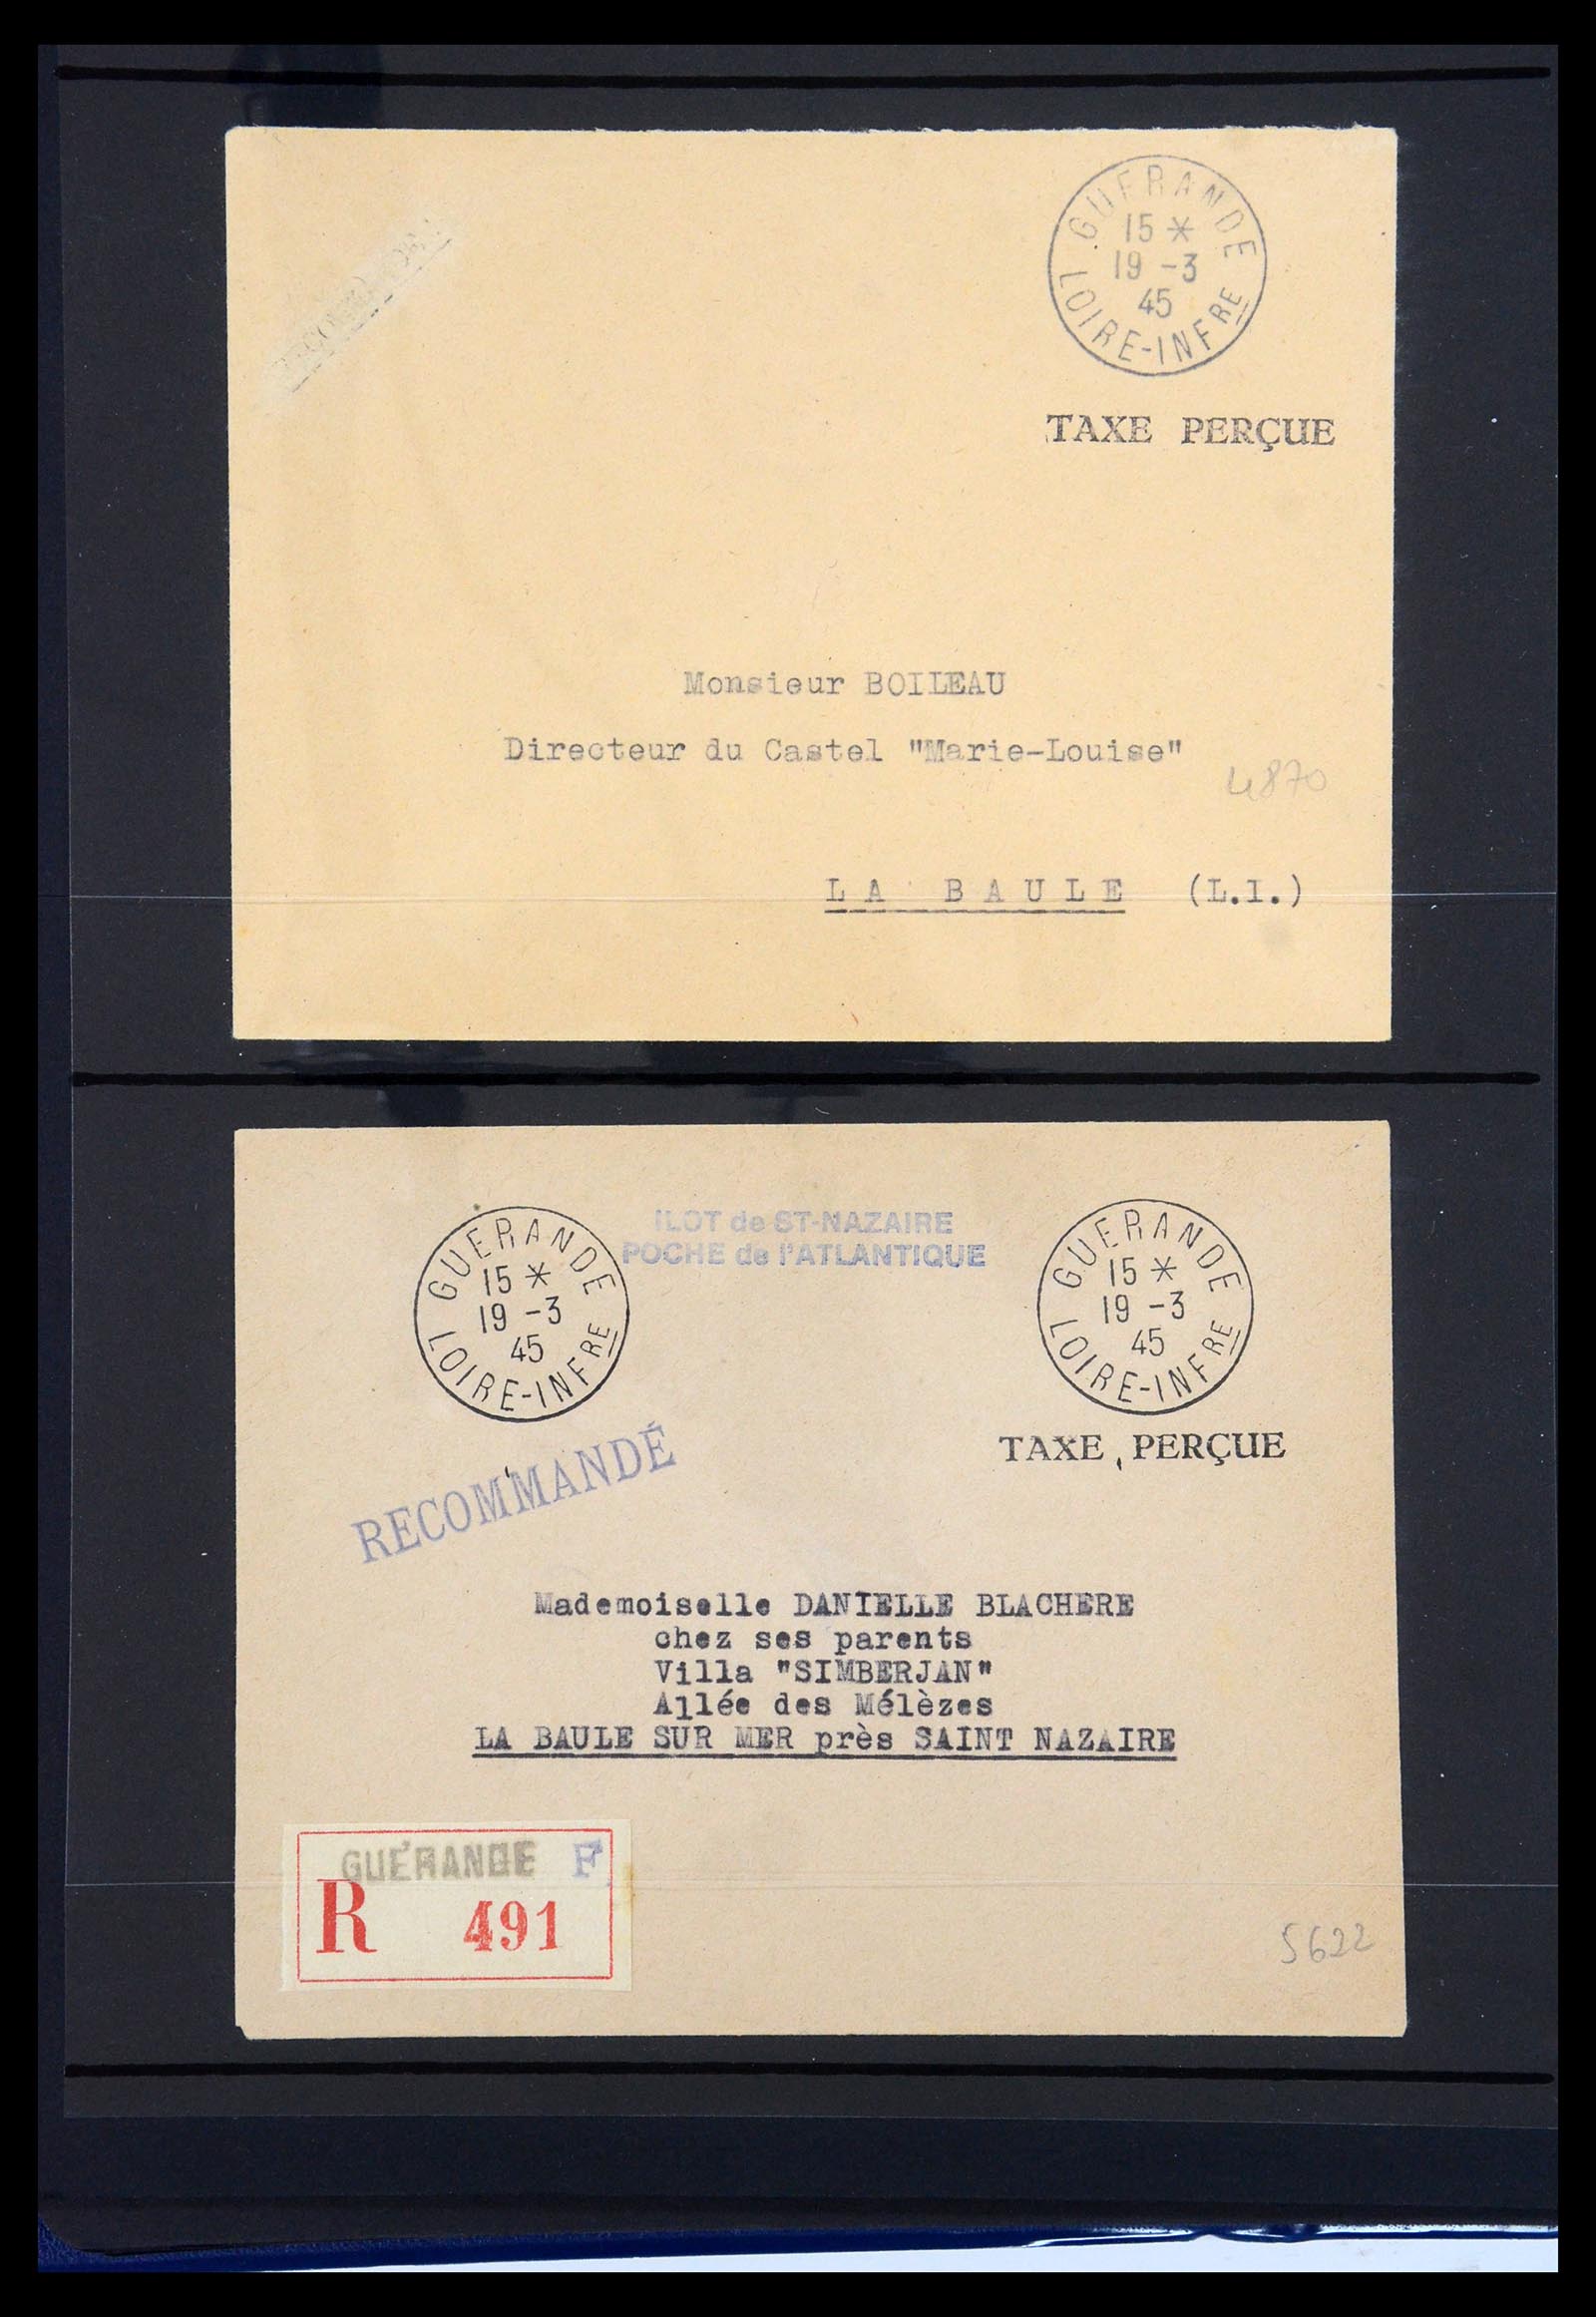 GUERANDE
15 *
19 -3
45
LOIRE-INFRE
TAXE PERÇUE
Monsieur BOILEAU
Directeur du Castel "Marie-Louise"
4870
LA BAULE (L.I.)
ILOT de ST-NAZAIRE
POCHE de l'ATLANTIQUE
GUERANDE
15 *
19 -3
45
LOIRE-INFRE
GUERANDE
15 *
19 -3
45
LOIRE-INFRE
TAXE PERÇUE
RECOMMANDÉ
Mademoiselle DANIELLE BLACHERE
chez ses parents
Villa "SIMBERJAN"
Allée des Mélèzes
LA BAULE SUR MER près SAINT NAZAIRE
GUÉRANDE F
R 491
5622